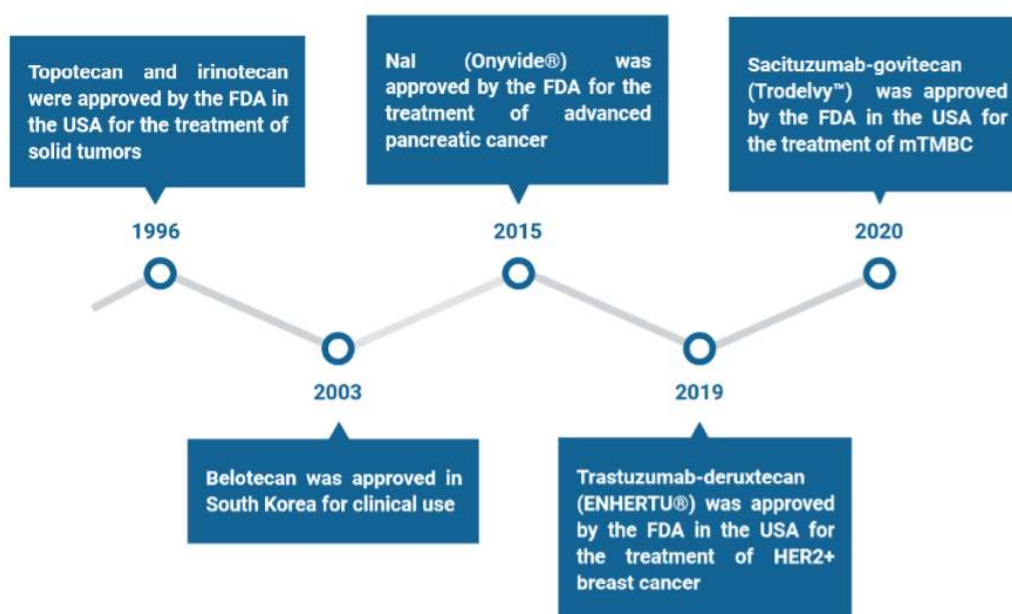 Topotecan and irinotecan
were approved by the FDA in
the USA for the treatment of
solid tumors
1996
Belotecan was approved in
South Korea for clinical use
2003
NaI (Onyvide®) was
approved by the FDA for the
treatment of advanced
pancreatic cancer
2015
Trastuzumab-deruxtecan
(ENHERTU®) was approved
by the FDA in the USA for
the treatment of HER2+
breast cancer
2019
Sacituzumab-govitecan
(Trodelvy™) was approved
by the FDA in the USA for
the treatment of mTMBC
2020